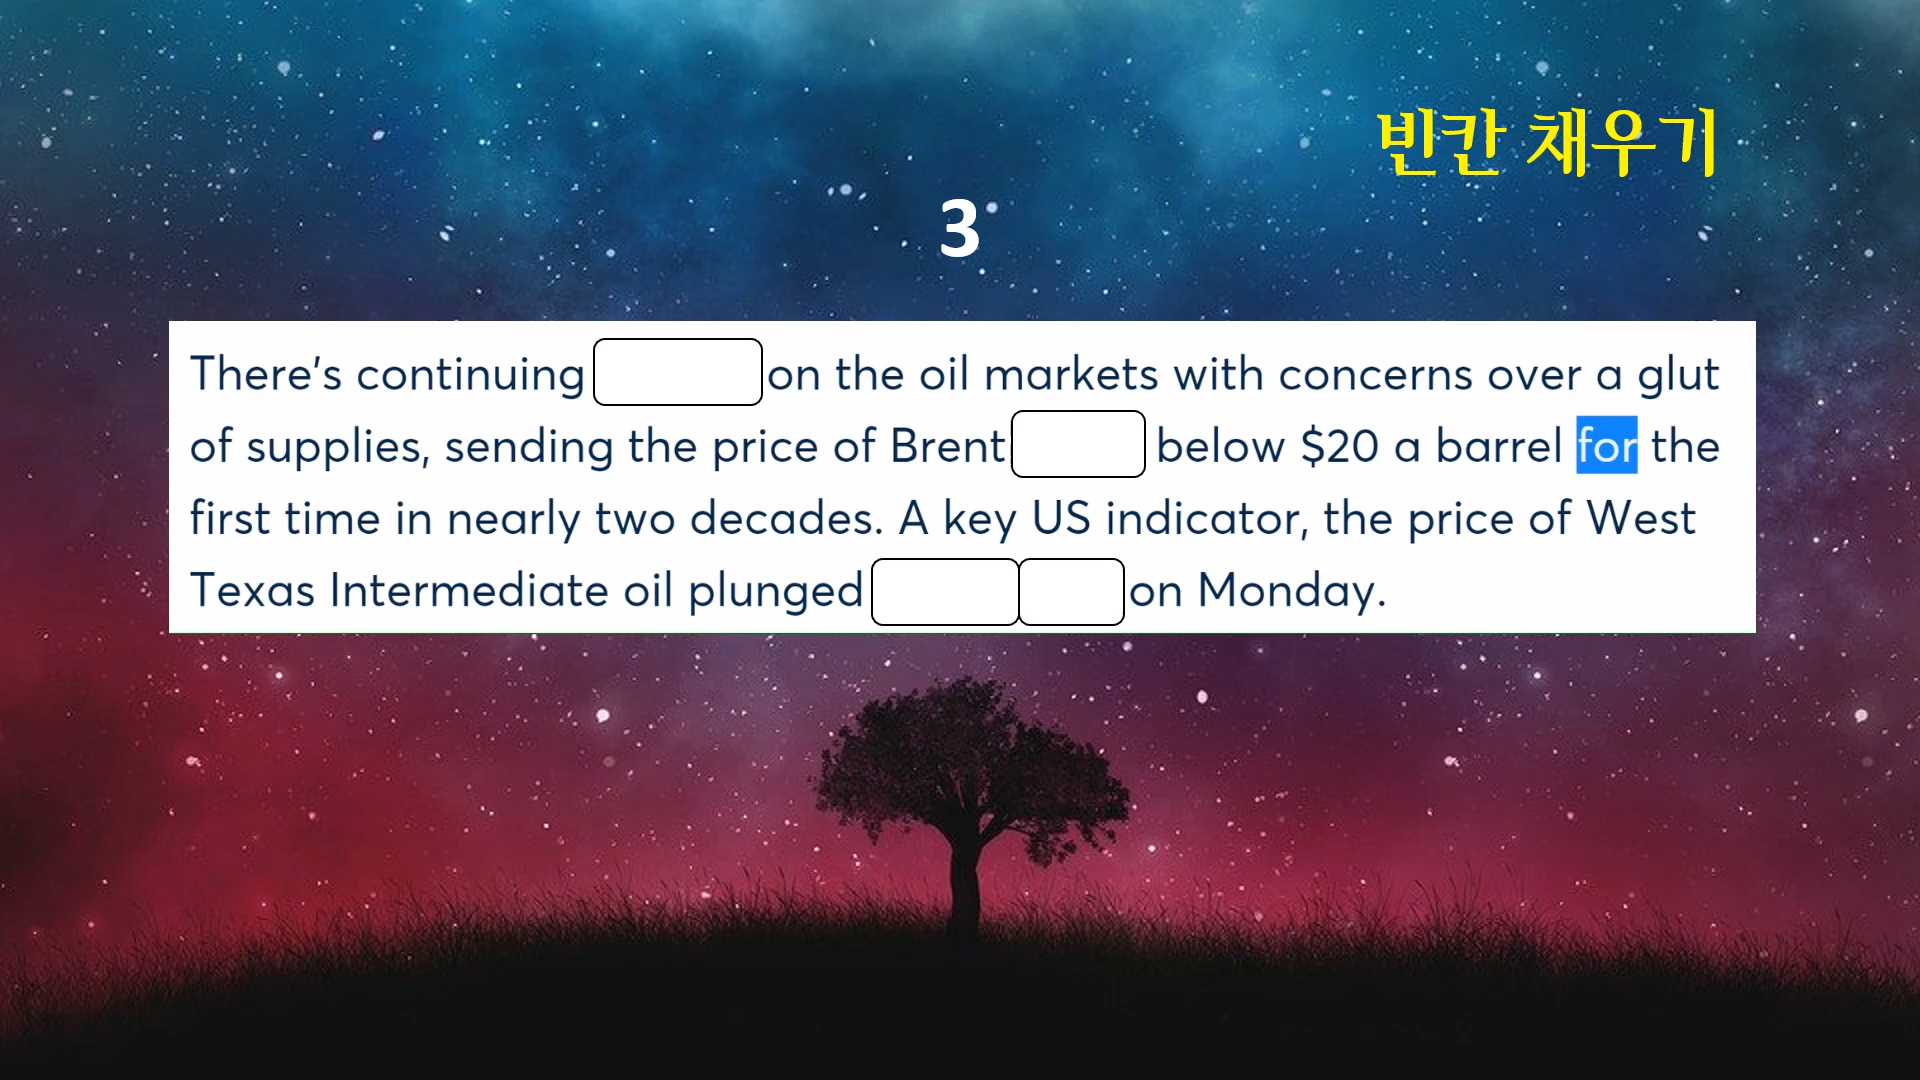 빈칸 채우기
3
There's continuing on the oil markets with concerns over a glut
of supplies, sending the price of Brent below $20 a barrel for the
first time in nearly two decades. A key US indicator, the price of West
Texas Intermediate oil plunged on Monday.